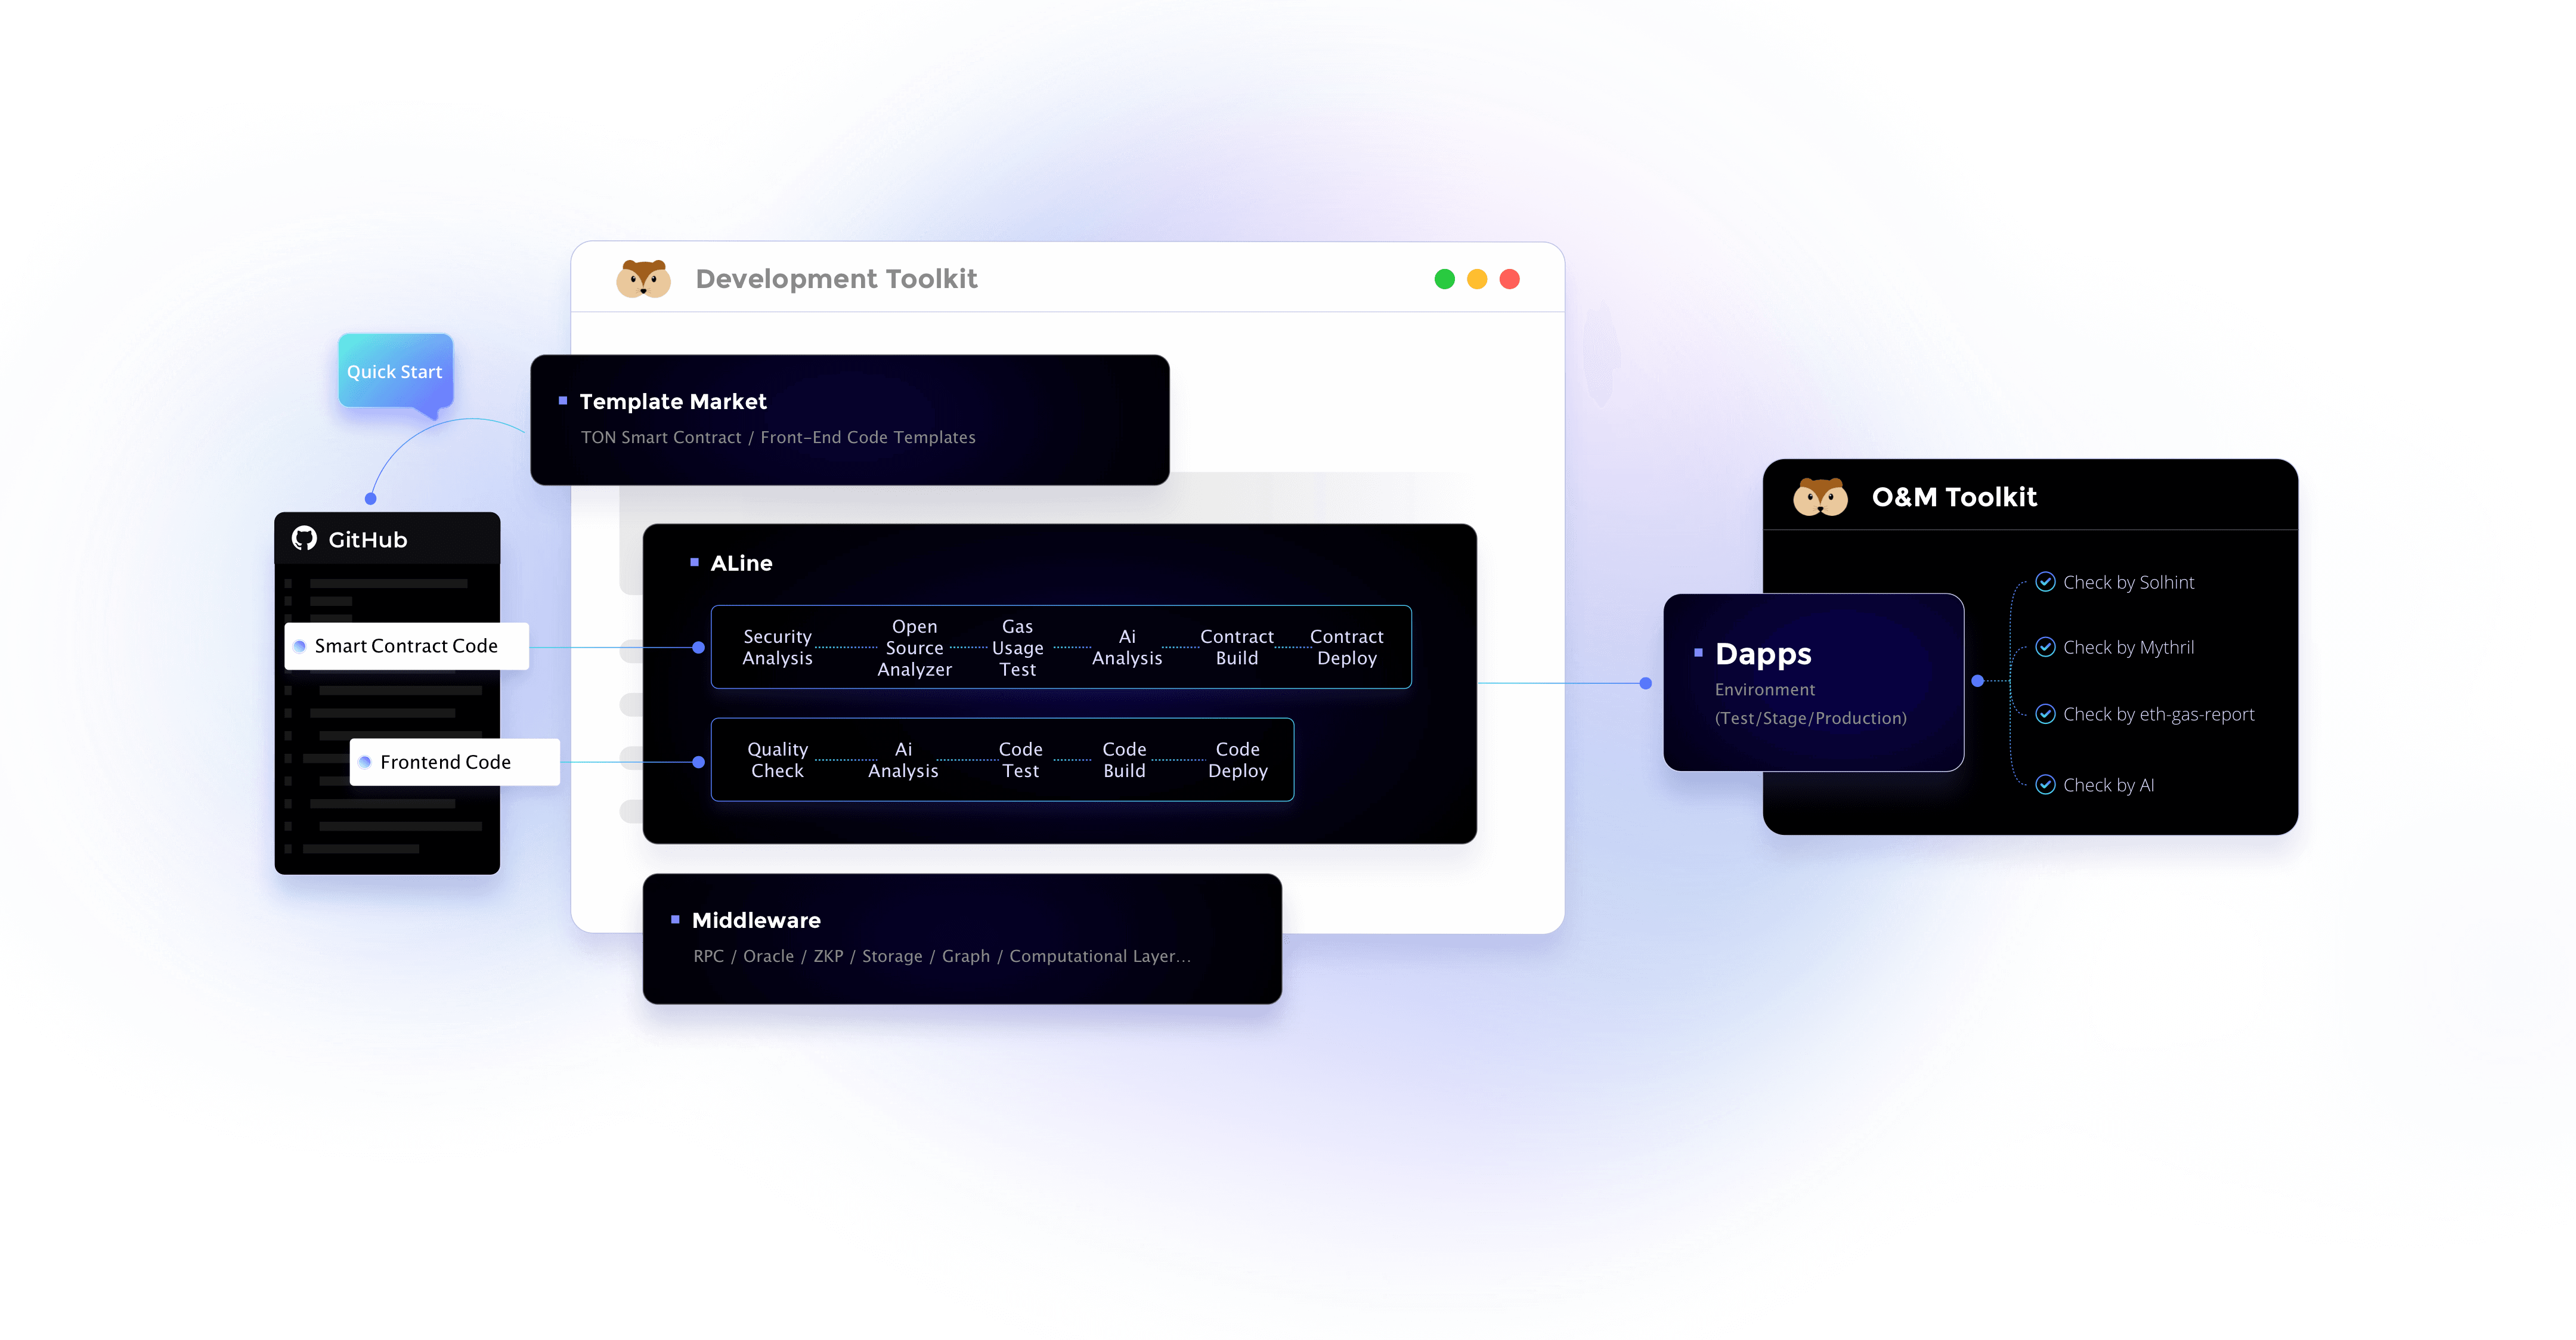 Development Toolkit
Quick Start
Template Market
TON Smart Contract / Front-End Code Templates
GitHub
Smart Contract Code
Frontend Code
ALine
Security
Analysis
Open
Source
Analyzer
Gas
Usage
Test
Ai
Analysis
Contract
Build
Contract
Deploy
Quality
Check
Ai
Analysis
Code
Test
Code
Build
Code
Deploy
Middleware
RPC / Oracle / ZKP / Storage / Graph / Computational Layer...
O&M Toolkit
Dapps
Environment
(Test/Stage/Production)
Check by Solhint
Check by Mythril
Check by eth-gas-report
Check by AI